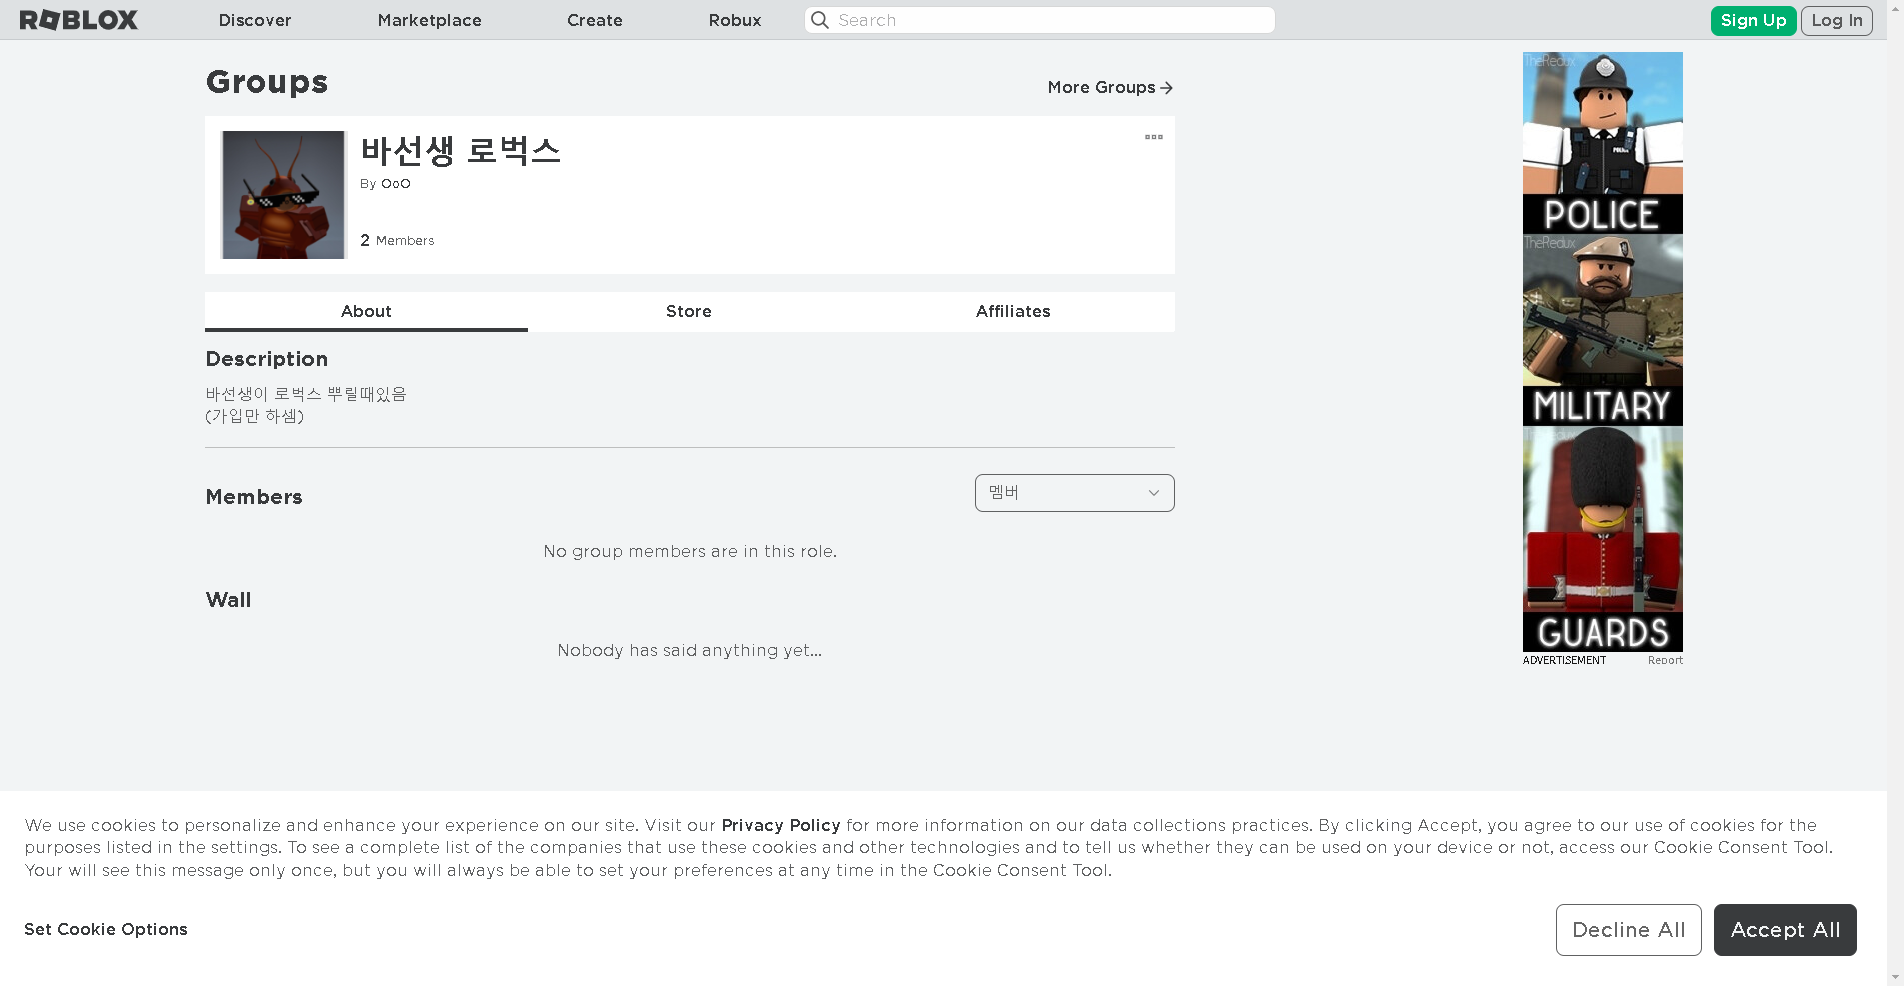 ROBLOX
Discover
Marketplace
Create
Robux
Search
Sign Up
Log In
Groups
More Groups
바선생 로벅스
By OoO
2 Members
About
Store
Affiliates
Description
바선생이 로벅스 뿌릴때있음
(가입만 하셈)
Members
멤버
No group members are in this role.
Wall
Nobody has said anything yet...
TheRedux
POLICE
POLICE
TheRedux
MILITARY
TheRedux
GUARDS
ADVERTISEMENT
Report
We use cookies to personalize and enhance your experience on our site. Visit our Privacy Policy for more information on our data collections practices. By clicking Accept, you agree to our use of cookies for the
purposes listed in the settings. To see a complete list of the companies that use these cookies and other technologies and to tell us whether they can be used on your device or not, access our Cookie Consent Tool.
Your will see this message only once, but you will always be able to set your preferences at any time in the Cookie Consent Tool.
Set Cookie Options
Decline All
Accept All